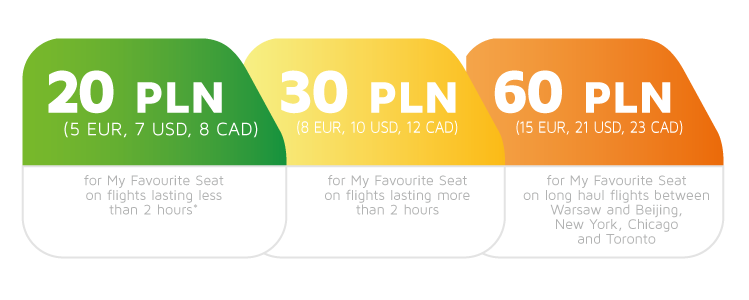 20 PLN
(5 EUR, 7 USD, 8 CAD)
for My Favourite Seat
on flights lasting less
than 2 hours*
30 PLN
(8 EUR, 10 USD, 12 CAD)
for My Favourite Seat
on flights lasting more
than 2 hours
60 PLN
(15 EUR, 21 USD, 23 CAD)
for My Favourite Seat
on long haul flights between
Warsaw and Beijing,
New York, Chicago
and Toronto